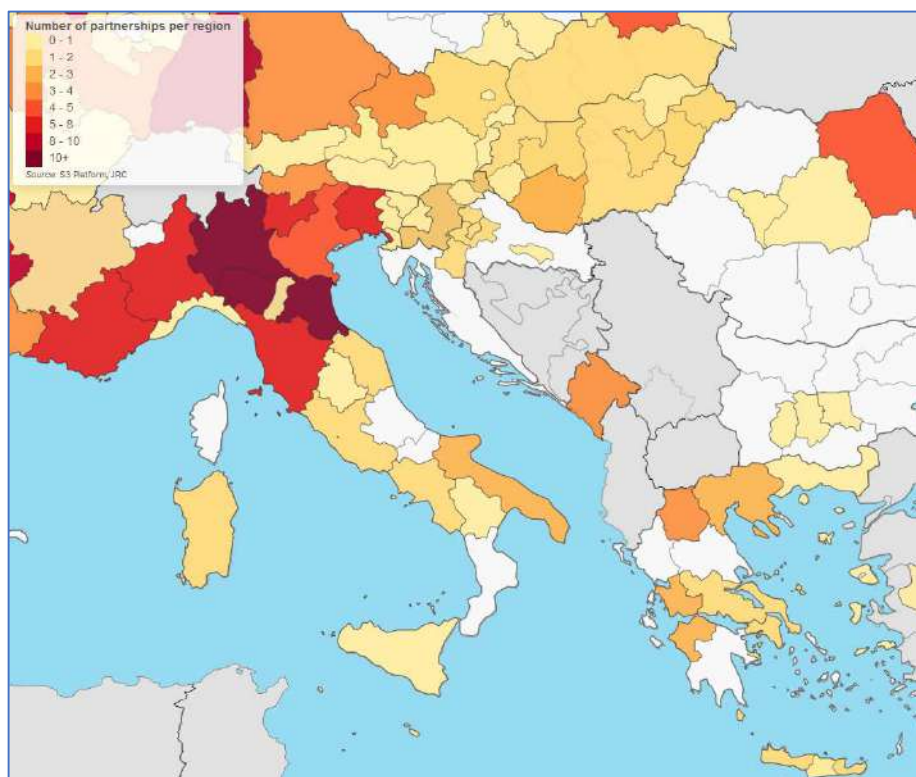 Number of partnerships per region
0 - 1
1 - 2
2 - 3
3 - 4
4 - 5
5 - 8
8 - 10
10+
Source: S3 Platform, JRC